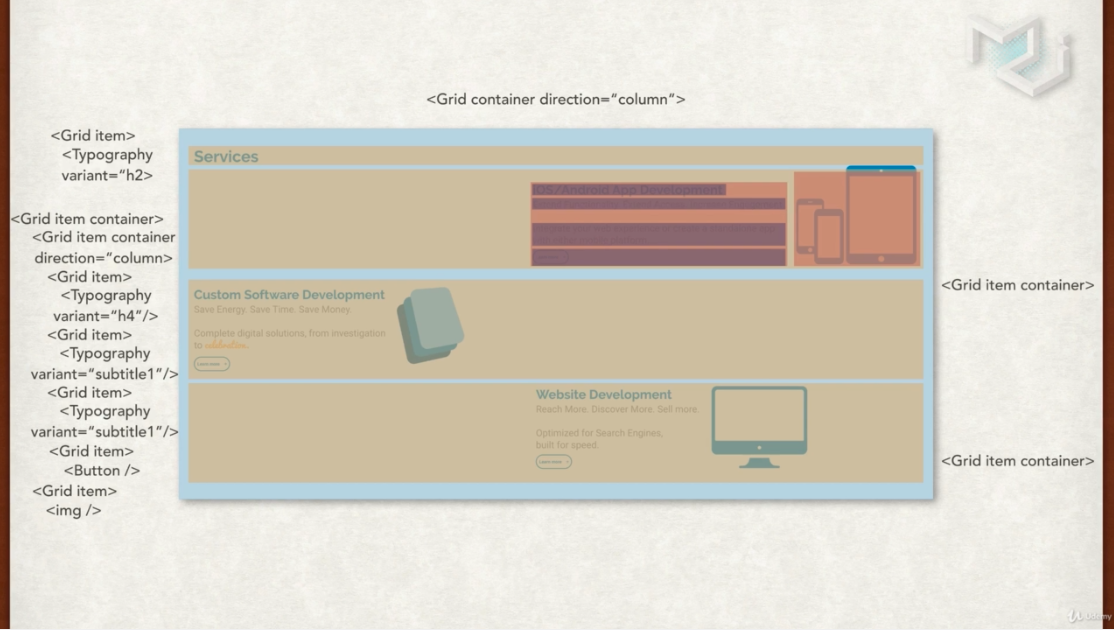 <Grid container direction="column">
<Grid item>
<Typography
variant="h2>
<Grid item container>
<Grid item container
direction="column>
<Grid item>
<Typography
variant="h4"/>
<Grid item>
<Typography
variant="subtitle1"/>
<Grid item>
<Typography
variant="subtitle1"/>
<Grid item>
<Button />
<Grid item>
<img />
Services
iOS/Android App Development
Custom Software Development
Save Energy. Save Time. Save Money
Complete digital solutions, from investigation
to celebration.
Learn More
Website Development
Reach More. Discover More. Sell more.
Optimized for Search Engines,
built for speed.
Learn More
<Grid item container>
<Grid item container>
Udemy